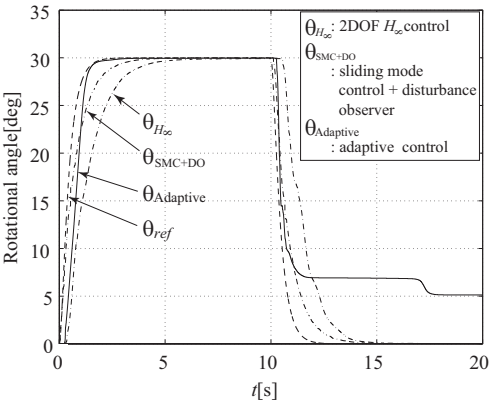 35
30
25
20
15
10
5
0
0
5
10
15
20
Rotational angle[deg]
t[s]
θH∞: 2DOF H∞ control
θSMC+DO
: sliding mode
control + disturbance
observer
θAdaptive
: adaptive control
θH∞
θSMC+DO
θAdaptive
θref